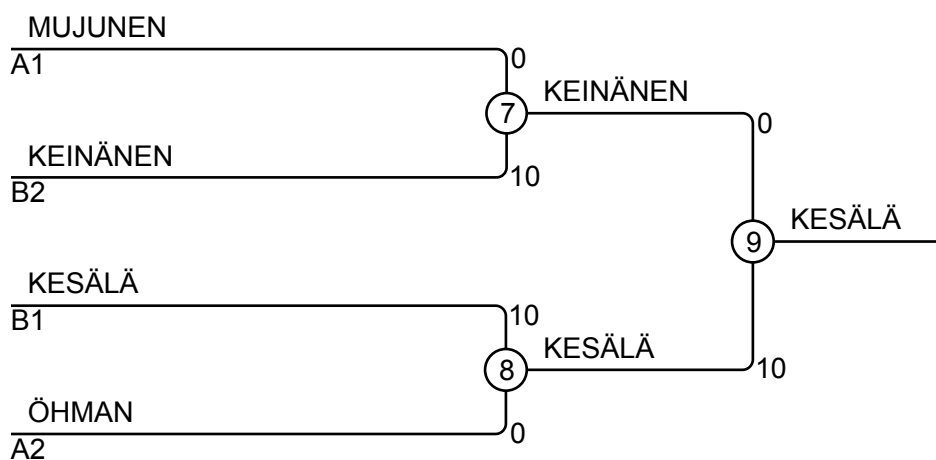 MUJUNEN
A1
0
7
KEINÄNEN
0
KEINÄNEN
B2
10
9
KESÄLÄ
KESÄLÄ
B1
10
8
KESÄLÄ
10
ÖHMAN
A2
0